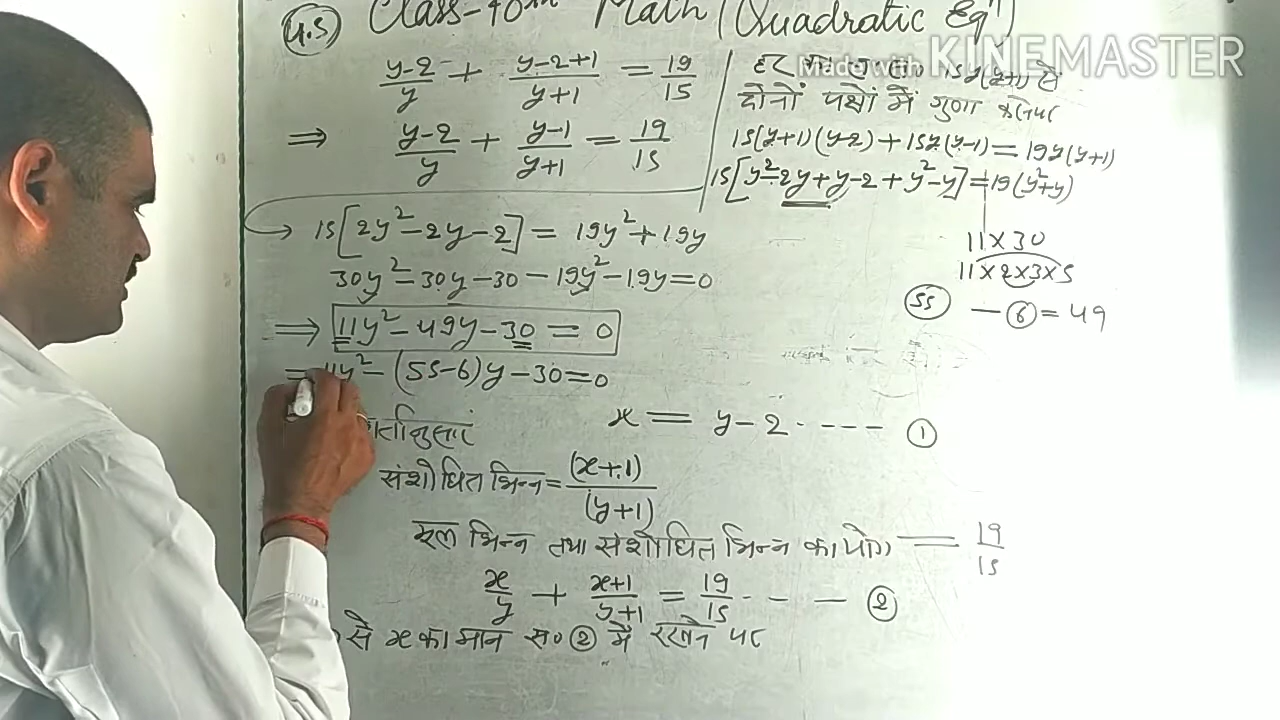 4.5 Class-10th Math (Quadratic Eqⁿ)
Made with KINEMASTER
y-2/y + y-2+1/y+1 = 19/15
⇒ y-2/y + y-1/y+1 = 19/15
15y(y+1) से
दोनों पक्षों में गुणा करने पर
15(y+1)(y-2)+15y(y-1)=19y(y+1)
15[y²-2y+y-2+y²-y]=19(y²+y)
→ 15[2y²-2y-2] = 19y²+19y
30y²-30y-30-19y²-19y=0
⇒ 11y²-49y-30 = 0
= 11y²-(55-6)y-30=0
11×30
11×2×3×5
55 - 6 = 49
x = y-2 ---- 1
संशोधित भिन्न = (x+1)/(y+1)
मूल भिन्न तथा संशोधित भिन्न का योग = 19/15
x/y + x+1/y+1 = 19/15 --- 2
से x का मान स० 2 में रखने पर